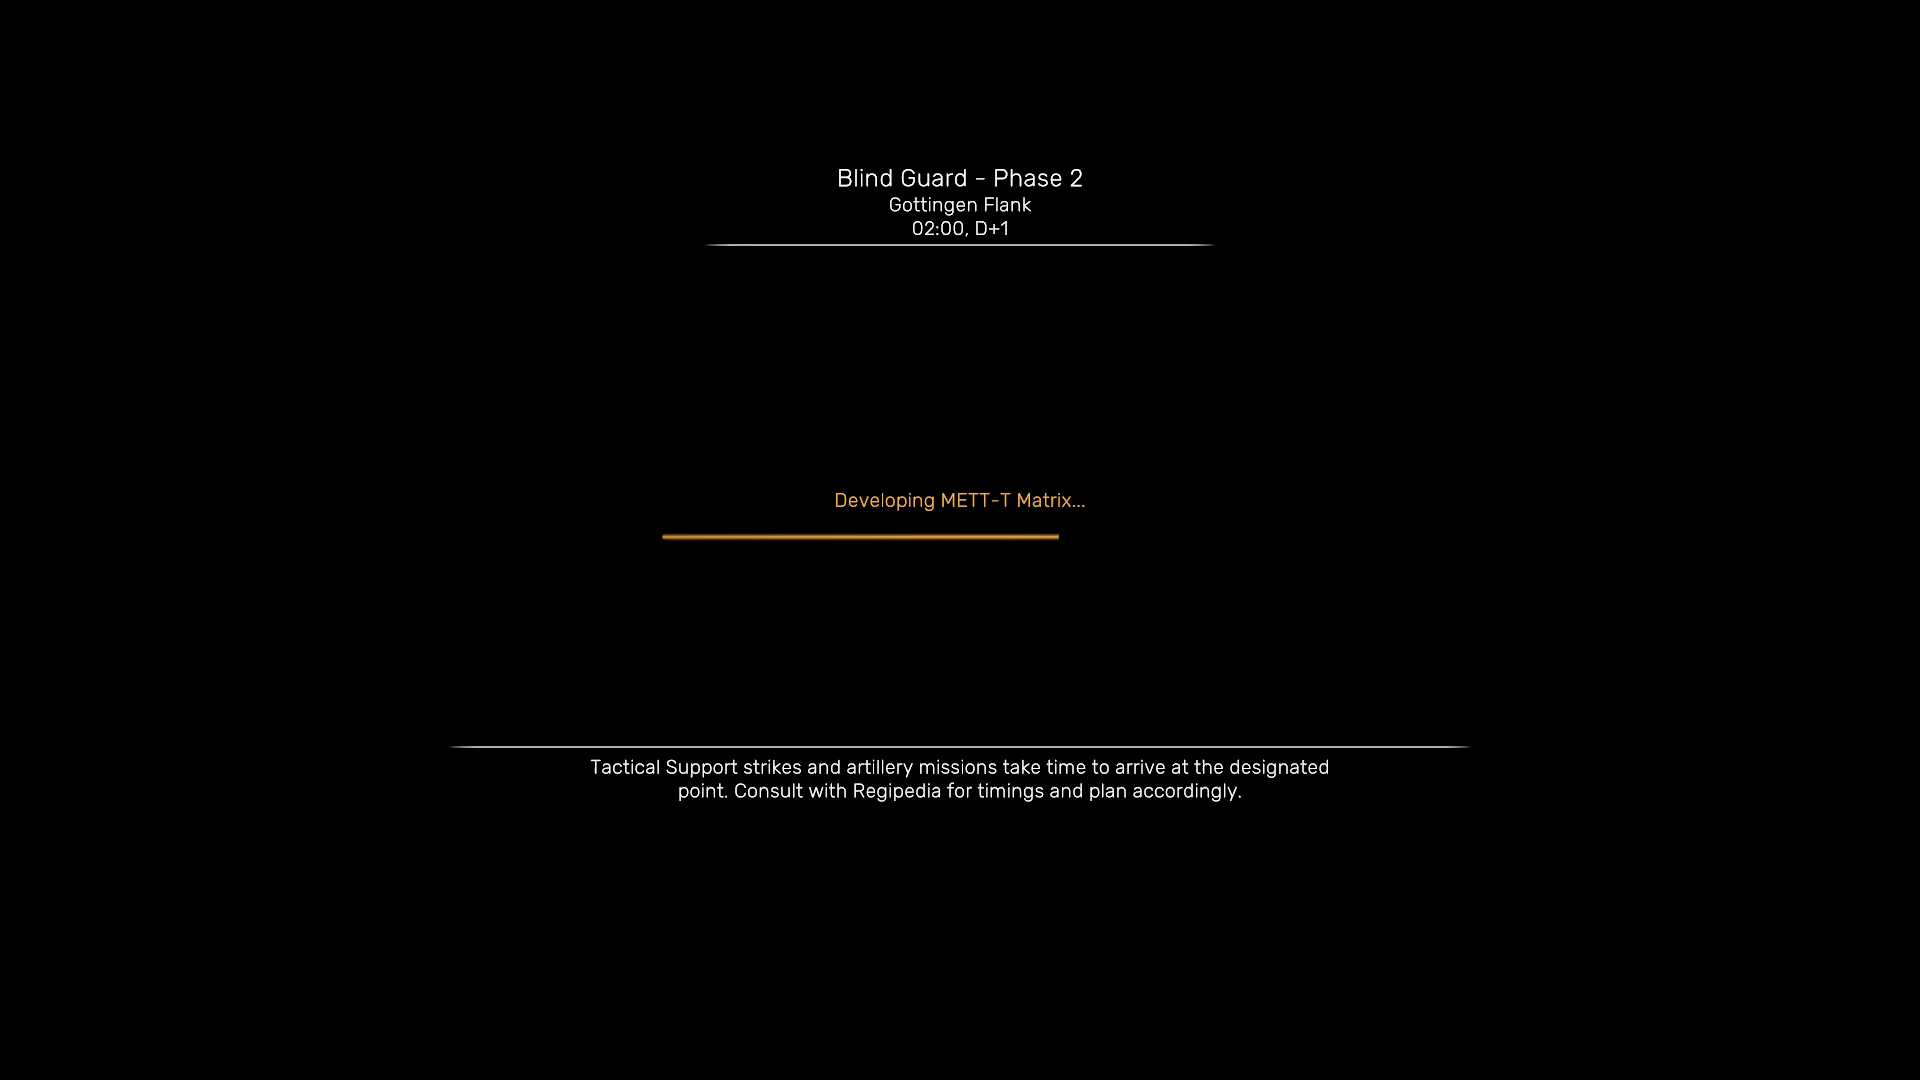 Blind Guard - Phase 2
Gottingen Flank
02:00, D+1
Developing METT-T Matrix...
Tactical Support strikes and artillery missions take time to arrive at the designated
point. Consult with Regipedia for timings and plan accordingly.